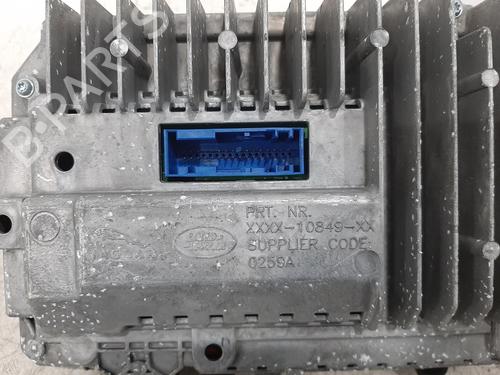 B-PARTS
PRT. NR.
XXXX-10849-XX
SUPPLIER CODE:
0259A